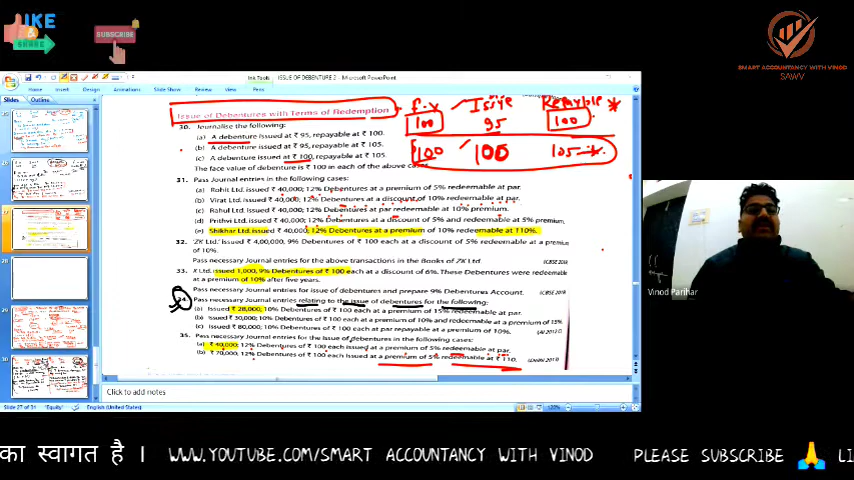 LIKE
& SHARE
SUBSCRIBE
SMART ACCOUNTANCY WITH VINOD
SAWV
Ink Tools
ISSUE OF DEBENTURE 2 - Microsoft PowerPoint
Design Animations Slide Show Review View Pens
Slides Outline
Issue of Debentures with Terms of Redemption
f.v Issue Repayable *
100 95 100
100 100 105
30. Journalise the following:
(a) A debenture issued at ₹ 95, repayable at ₹ 100.
(b) A debenture issued at ₹ 95, repayable at ₹ 105.
(c) A debenture issued at ₹ 100, repayable at ₹ 105.
The face value of debenture is ₹ 100 in each of the above cases.
31. Pass Journal entries in the following cases:
(a) Rohit Ltd. issued ₹ 40,000; 12% Debentures at a premium of 5% redeemable at par.
(b) Virat Ltd. issued ₹ 40,000; 12% Debentures at a discount of 10% redeemable at par.
(c) Rahul Ltd. issued ₹ 40,000; 12% Debentures at par redeemable at 10% premium.
(d) Prithvi Ltd. issued ₹ 40,000; 12% Debentures at a discount of 5% and redeemable at 5% premium.
(e) Shikhar Ltd. issued ₹ 40,000; 12% Debentures at a premium of 10% redeemable at 110%.
32. 'ZK Ltd.' issued ₹ 4,00,000, 9% Debentures of ₹ 100 each at a discount of 5% redeemable at a premium
of 10%.
Pass necessary Journal entries for the above transactions in the Books of ZK Ltd.
33. X Ltd. issued 1,000, 9% Debentures of ₹ 100 each at a discount of 6%. These Debentures were redeemable
at a premium of 10% after five years.
Pass necessary Journal entries for issue of debentures and prepare 9% Debentures Account.
Pass necessary Journal entries relating to the issue of debentures for the following:
(a) Issued ₹ 28,000; 10% Debentures of ₹ 100 each at a premium of 15% redeemable at par.
(b) Issued ₹ 30,000; 10% Debentures of ₹ 100 each at a premium of 10% and redeemable at a premium of 15%
(c) Issued ₹ 80,000; 10% Debentures of ₹ 100 each at par repayable at a premium of 10%.
35. Pass necessary Journal entries for the issue of debentures in the following cases:
(a) ₹ 40,000; 12% Debentures of ₹ 100 each issued at a premium of 5% redeemable at par.
(b) ₹ 70,000; 12% Debentures of ₹ 100 each issued at a premium of 5% redeemable at ₹ 110.
Click to add notes
Slide 27 of 31 "Equity" English (United States)
Vinod Parihar
का स्वागत है । WWW.YOUTUBE.COM/SMART ACCOUNTANCY WITH VINOD PLEASE SUBSCRIBE 🙏 LI